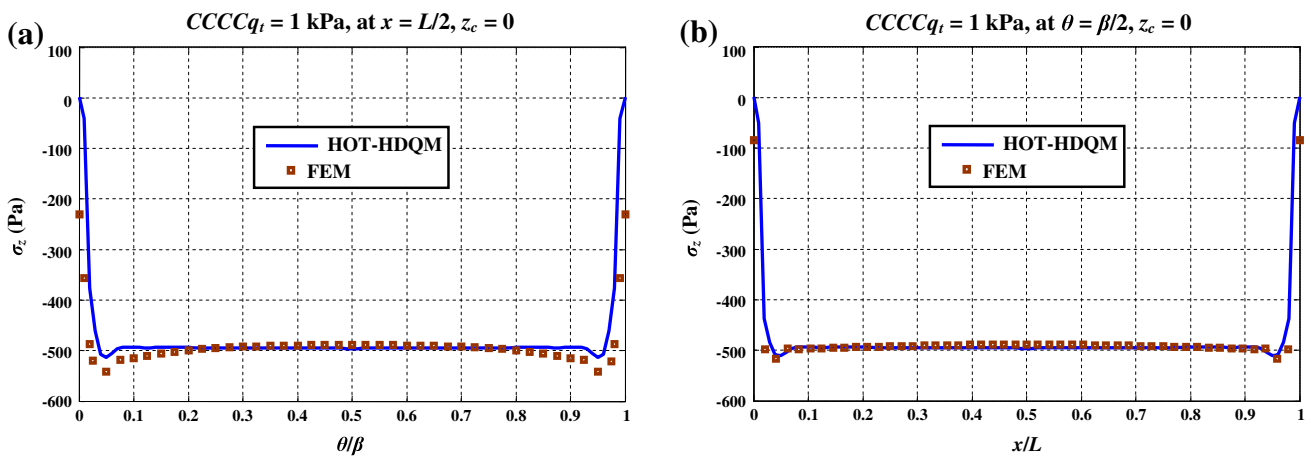 (a)
CCCCqₜ = 1 kPa, at x = L/2, z_c = 0
100
0
-100
-200
-300
-400
-500
-600
σ_z (Pa)
HOT-HDQM
FEM
0 0.1 0.2 0.3 0.4 0.5 0.6 0.7 0.8 0.9 1
θ/β
(b)
CCCCqₜ = 1 kPa, at θ = β/2, z_c = 0
100
0
-100
-200
-300
-400
-500
-600
σ_z (Pa)
HOT-HDQM
FEM
0 0.1 0.2 0.3 0.4 0.5 0.6 0.7 0.8 0.9 1
x/L